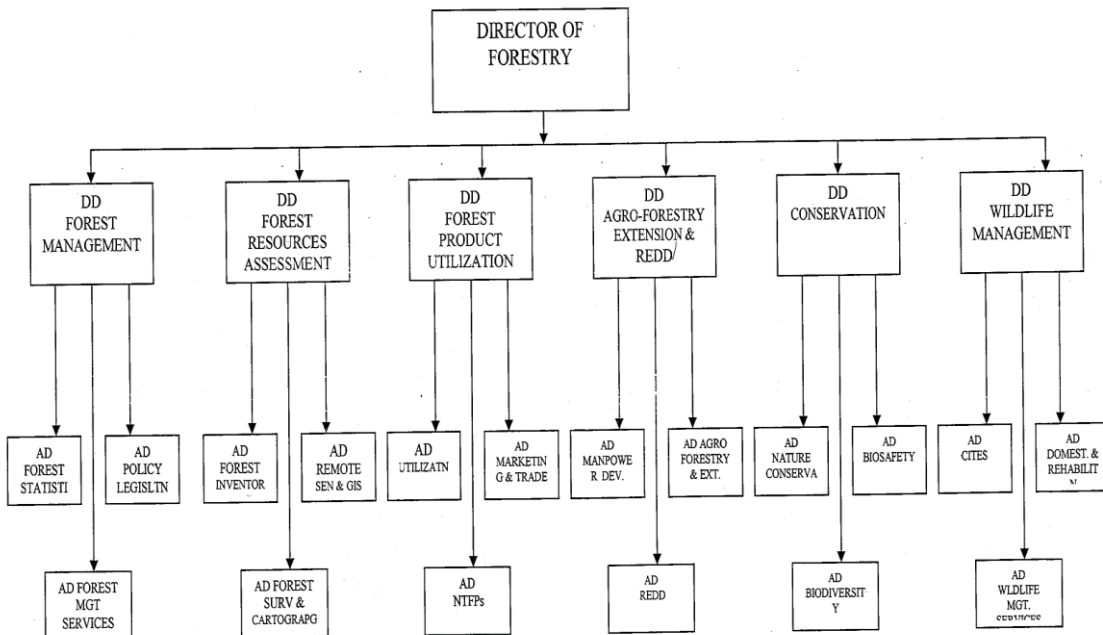 DIRECTOR OF
FORESTRY
DD
FOREST
MANAGEMENT
DD
FOREST
RESOURCES
ASSESSMENT
DD
FOREST
PRODUCT
UTILIZATION
DD
AGRO-FORESTRY
EXTENSION &
REDD/
DD
CONSERVATION
DD
WILDLIFE
MANAGEMENT
AD
FOREST
STATISTI
AD
POLICY
LEGISLTN
AD
FOREST
INVENTOR
AD
REMOTE
SEN & GIS
AD
UTILIZATN
AD
MARKETIN
G & TRADE
AD
MANPOWE
R DEV.
AD AGRO
FORESTRY
& EXT.
AD
NATURE
CONSERVA
AD
BIOSAFETY
AD
CITES
AD
DOMEST. &
REHABILIT
N
AD FOREST
MGT
SERVICES
AD FOREST
SURV &
CARTOGRAPG
AD
NTFPs
AD
REDD
AD
BIODIVERSIT
Y
AD
WLDLIFE
MGT.
SERVICES